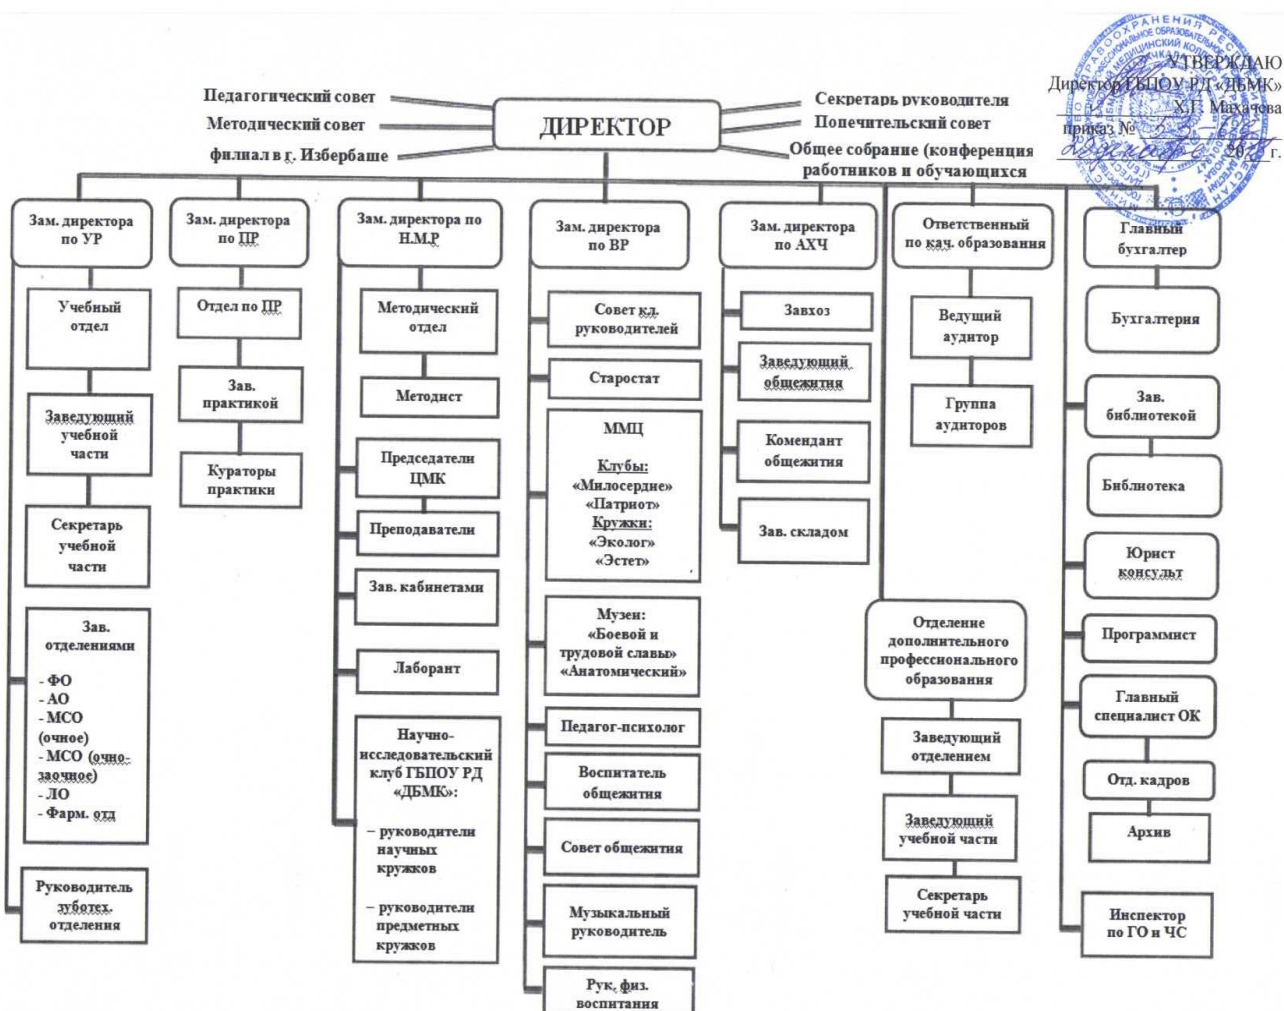 УТВЕРЖДАЮ
Директор ГБПОУ РД «ДБМК»
Х.Г. Махачева
приказ №
г.
Педагогический совет
Методический совет
филиал в г. Избербаше
ДИРЕКТОР
Секретарь руководителя
Попечительский совет
Общее собрание (конференция
работников и обучающихся
Зам. директора
по УР
Учебный
отдел
Заведующий
учебной
части
Секретарь
учебной
части
Зав.
отделениями
- ФО
- АО
- МСО
(очное)
- МСО (очно-
заочное)
- ЛО
- Фарм. отд
Руководитель
зуботех.
отделения
Зам. директора
по ПР
Отдел по ПР
Зав.
практикой
Кураторы
практики
Зам. директора по
Н.М.Р
Методический
отдел
Методист
Председатели
ЦМК
Преподаватели
Зав. кабинетами
Лаборант
Научно-
исследовательский
клуб ГБПОУ РД
«ДБМК»:
– руководители
научных
кружков
– руководители
предметных
кружков
Зам. директора
по ВР
Совет кл.
руководителей
Старостат
ММЦ
Клубы:
«Милосердие»
«Патриот»
Кружки:
«Эколог»
«Эстет»
Музеи:
«Боевой и
трудовой славы»
«Анатомический»
Педагог-психолог
Воспитатель
общежития
Совет общежития
Музыкальный
руководитель
Рук. физ.
воспитания
Зам. директора
по АХЧ
Завхоз
Заведующий
общежития
Комендант
общежития
Зав. складом
Ответственный
по кач. образования
Ведущий
аудитор
Группа
аудиторов
Отделение
дополнительного
профессионального
образования
Заведующий
отделением
Заведующий
учебной части
Секретарь
учебной части
Главный
бухгалтер
Бухгалтерия
Зав.
библиотекой
Библиотека
Юрист
консульт
Программист
Главный
специалист ОК
Отд. кадров
Архив
Инспектор
по ГО и ЧС